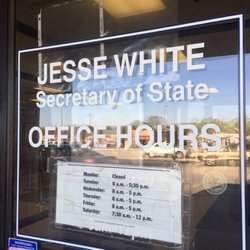 JESSE WHITE
Secretary of State
OFFICE HOURS
Monday: Closed
Tuesday: 8 a.m. - 5:30 p.m.
Wednesday: 8 a.m. - 5 p.m.
Thursday: 8 a.m. - 5 p.m.
Friday: 8 a.m. - 5 p.m.
Saturday: 7:30 a.m. - 12 p.m.